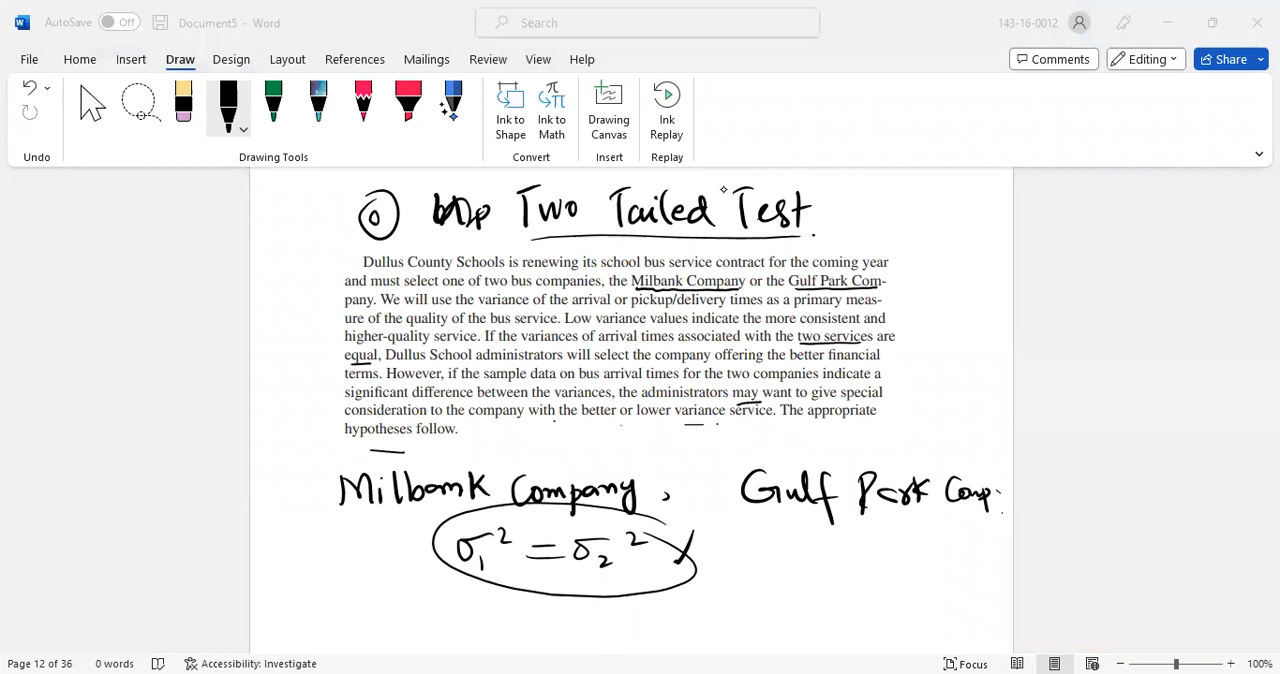 AutoSave Off Document5 - Word Search 143-16-0012
File Home Insert Draw Design Layout References Mailings Review View Help Comments Editing Share
Undo Drawing Tools Ink to Shape Ink to Math Convert Drawing Canvas Insert Ink Replay Replay
Two Tailed Test
Dullus County Schools is renewing its school bus service contract for the coming year
and must select one of two bus companies, the Milbank Company or the Gulf Park Com-
pany. We will use the variance of the arrival or pickup/delivery times as a primary meas-
ure of the quality of the bus service. Low variance values indicate the more consistent and
higher-quality service. If the variances of arrival times associated with the two services are
equal, Dullus School administrators will select the company offering the better financial
terms. However, if the sample data on bus arrival times for the two companies indicate a
significant difference between the variances, the administrators may want to give special
consideration to the company with the better or lower variance service. The appropriate
hypotheses follow.
Milbank Company , Gulf Park Comp.
σ₁² = σ₂²
Page 12 of 36 0 words Accessibility: Investigate Focus 100%